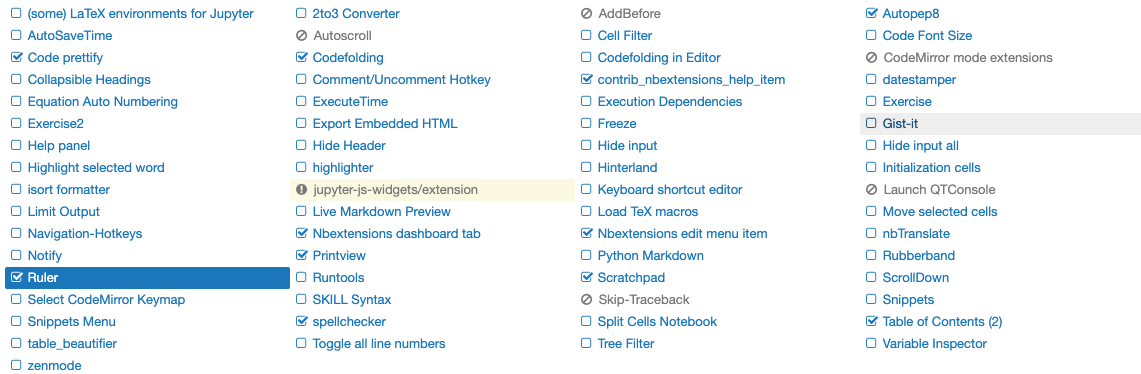 (some) LaTeX environments for Jupyter 2to3 Converter AddBefore Autopep8
AutoSaveTime Autoscroll Cell Filter Code Font Size
Code prettify Codefolding Codefolding in Editor CodeMirror mode extensions
Collapsible Headings Comment/Uncomment Hotkey contrib_nbextensions_help_item datestamper
Equation Auto Numbering ExecuteTime Execution Dependencies Exercise
Exercise2 Export Embedded HTML Freeze Gist-it
Help panel Hide Header Hide input Hide input all
Highlight selected word highlighter Hinterland Initialization cells
isort formatter jupyter-js-widgets/extension Keyboard shortcut editor Launch QTConsole
Limit Output Live Markdown Preview Load TeX macros Move selected cells
Navigation-Hotkeys Nbextensions dashboard tab Nbextensions edit menu item nbTranslate
Notify Printview Python Markdown Rubberband
Ruler Runtools Scratchpad ScrollDown
Select CodeMirror Keymap SKILL Syntax Skip-Traceback Snippets
Snippets Menu spellchecker Split Cells Notebook Table of Contents (2)
table_beautifier Toggle all line numbers Tree Filter Variable Inspector
zenmode